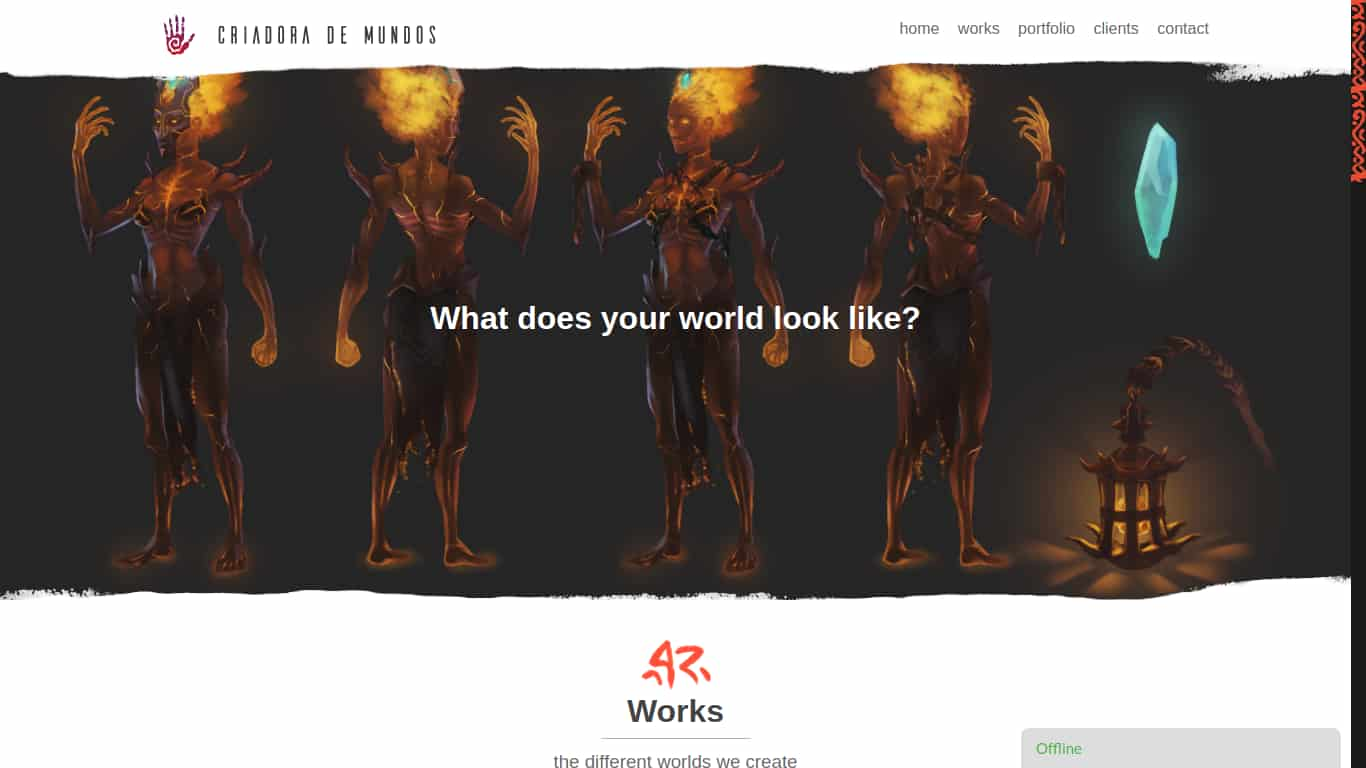 CRIADORA DE MUNDOS
home works portfolio clients contact
What does your world look like?
Works
the different worlds we create
Offline